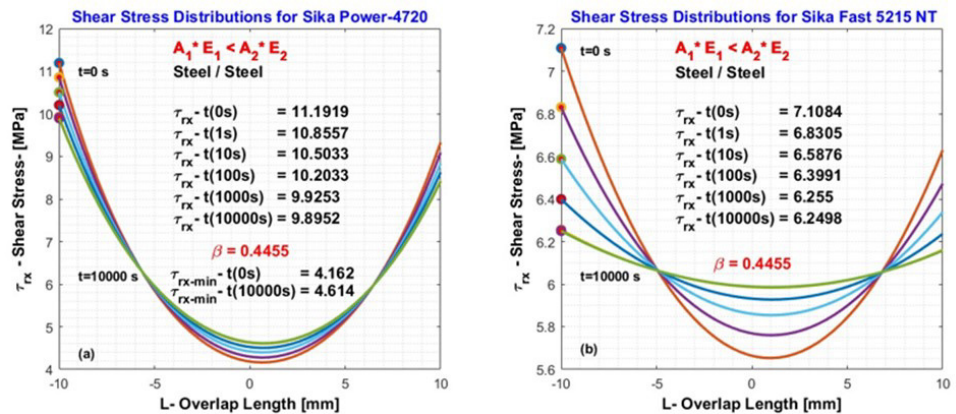 Shear Stress Distributions for Sika Power-4720
12
11
10
9
8
7
6
5
4
-10
-5
0
5
10
τrx - Shear Stress- [MPa]
L- Overlap Length [mm]
t=0 s
A1* E1 < A2* E2
Steel / Steel
τrx- t(0s) = 11.1919
τrx- t(1s) = 10.8557
τrx- t(10s) = 10.5033
τrx- t(100s) = 10.2033
τrx- t(1000s) = 9.9253
τrx- t(10000s) = 9.8952
β = 0.4455
t=10000 s
τrx-min- t(0s) = 4.162
τrx-min- t(10000s) = 4.614
(a)
Shear Stress Distributions for Sika Fast 5215 NT
7.2
7
6.8
6.6
6.4
6.2
6
5.8
5.6
-10
-5
0
5
10
τrx - Shear Stress- [MPa]
L- Overlap Length [mm]
t=0 s
A1* E1 < A2* E2
Steel / Steel
τrx- t(0s) = 7.1084
τrx- t(1s) = 6.8305
τrx- t(10s) = 6.5876
τrx- t(100s) = 6.3991
τrx- t(1000s) = 6.255
τrx- t(10000s) = 6.2498
β = 0.4455
t=10000 s
(b)